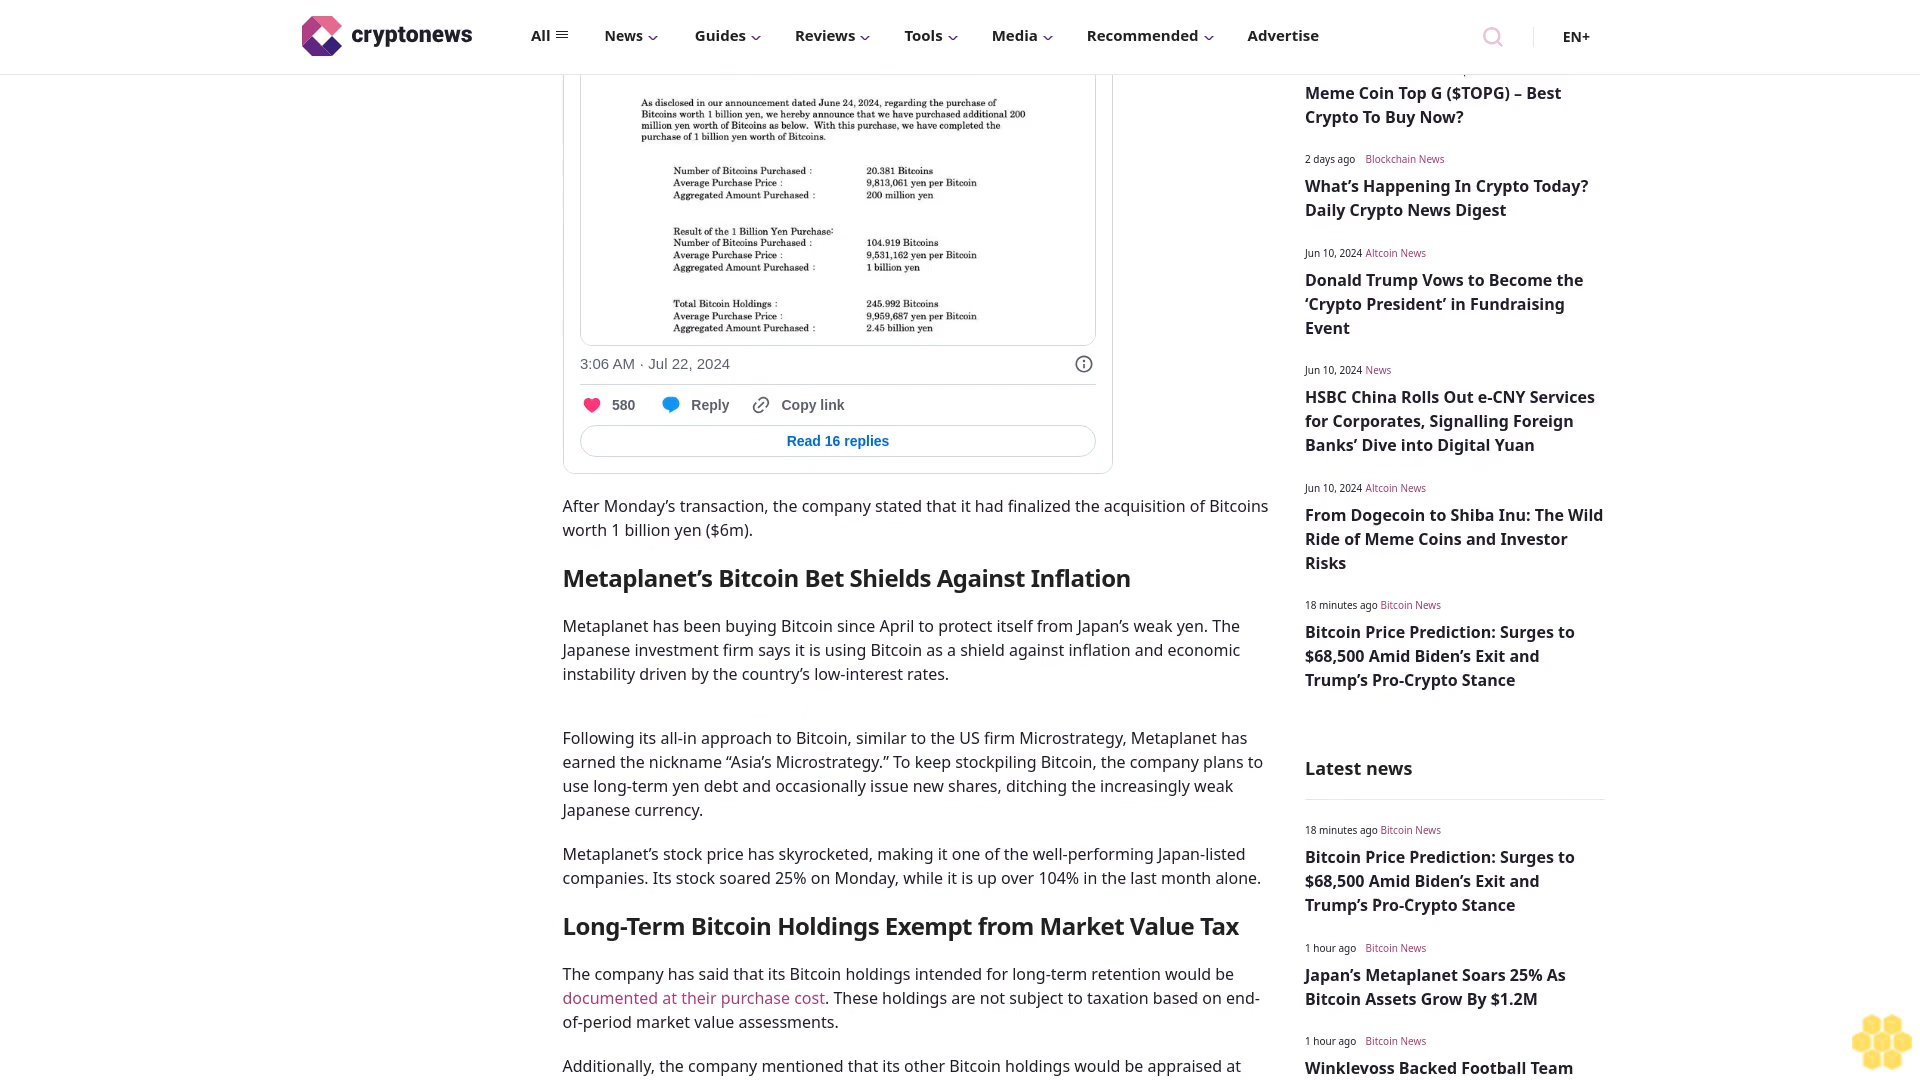 cryptonews
All
News
Guides
Reviews
Tools
Media
Recommended
Advertise
EN+
As disclosed in our announcement dated June 24, 2024, regarding the purchase of
Bitcoins worth 1 billion yen, we hereby announce that we have purchased additional 200
million yen worth of Bitcoins as below. With this purchase, we have completed the
purchase of 1 billion yen worth of Bitcoins.
Number of Bitcoins Purchased : 20.381 Bitcoins
Average Purchase Price : 9,813,061 yen per Bitcoin
Aggregated Amount Purchased : 200 million yen
Result of the 1 Billion Yen Purchase:
Number of Bitcoins Purchased : 104.919 Bitcoins
Average Purchase Price : 9,531,162 yen per Bitcoin
Aggregated Amount Purchased : 1 billion yen
Total Bitcoin Holdings : 245.992 Bitcoins
Average Purchase Price : 9,959,687 yen per Bitcoin
Aggregated Amount Purchased : 2.45 billion yen
3:06 AM · Jul 22, 2024
580 Reply Copy link
Read 16 replies
After Monday’s transaction, the company stated that it had finalized the acquisition of Bitcoins
worth 1 billion yen ($6m).
Metaplanet’s Bitcoin Bet Shields Against Inflation
Metaplanet has been buying Bitcoin since April to protect itself from Japan’s weak yen. The
Japanese investment firm says it is using Bitcoin as a shield against inflation and economic
instability driven by the country’s low-interest rates.
Following its all-in approach to Bitcoin, similar to the US firm Microstrategy, Metaplanet has
earned the nickname “Asia’s Microstrategy.” To keep stockpiling Bitcoin, the company plans to
use long-term yen debt and occasionally issue new shares, ditching the increasingly weak
Japanese currency.
Metaplanet’s stock price has skyrocketed, making it one of the well-performing Japan-listed
companies. Its stock soared 25% on Monday, while it is up over 104% in the last month alone.
Long-Term Bitcoin Holdings Exempt from Market Value Tax
The company has said that its Bitcoin holdings intended for long-term retention would be
documented at their purchase cost. These holdings are not subject to taxation based on end-
of-period market value assessments.
Additionally, the company mentioned that its other Bitcoin holdings would be appraised at
Meme Coin Top G ($TOPG) – Best
Crypto To Buy Now?
2 days ago Blockchain News
What’s Happening In Crypto Today?
Daily Crypto News Digest
Jun 10, 2024 Altcoin News
Donald Trump Vows to Become the
‘Crypto President’ in Fundraising
Event
Jun 10, 2024 News
HSBC China Rolls Out e-CNY Services
for Corporates, Signalling Foreign
Banks’ Dive into Digital Yuan
Jun 10, 2024 Altcoin News
From Dogecoin to Shiba Inu: The Wild
Ride of Meme Coins and Investor
Risks
18 minutes ago Bitcoin News
Bitcoin Price Prediction: Surges to
$68,500 Amid Biden’s Exit and
Trump’s Pro-Crypto Stance
Latest news
18 minutes ago Bitcoin News
Bitcoin Price Prediction: Surges to
$68,500 Amid Biden’s Exit and
Trump’s Pro-Crypto Stance
1 hour ago Bitcoin News
Japan’s Metaplanet Soars 25% As
Bitcoin Assets Grow By $1.2M
1 hour ago Bitcoin News
Winklevoss Backed Football Team